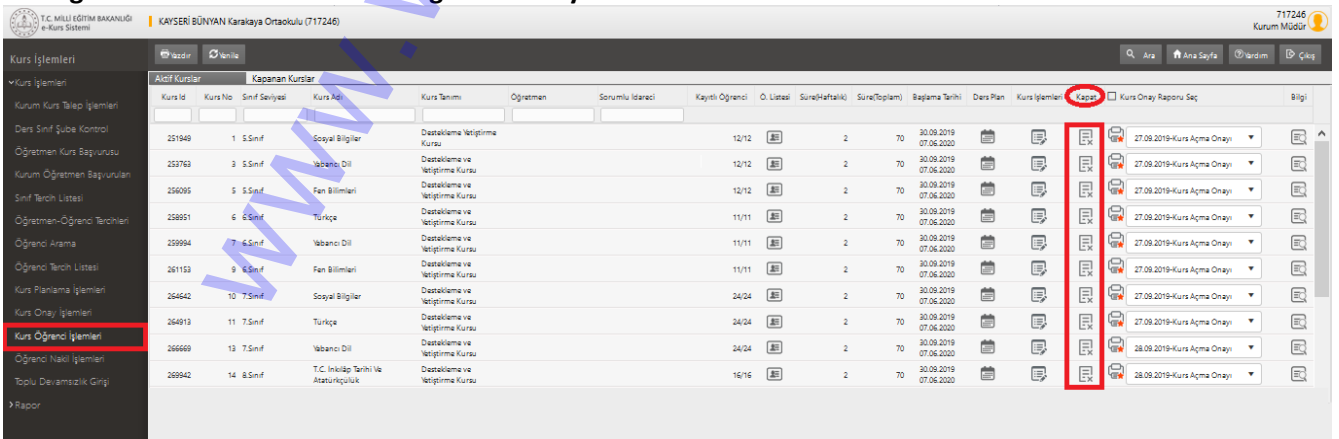 T.C. MİLLİ EĞİTİM BAKANLIĞI
e-Kurs Sistemi
KAYSERİ BÜNYAN Karakaya Ortaokulu (717246)
717246
Kurum Müdür
Kurs İşlemleri
Yazdır Yenile
Ara Ana Sayfa Yardım Çıkış
Kurs İşlemleri
Kurum Kurs Talep İşlemleri
Ders Sınıf Şube Kontrol
Öğretmen Kurs Başvurusu
Kurum Öğretmen Başvuruları
Sınıf Tercih Listesi
Öğretmen-Öğrenci Tercihleri
Öğrenci Arama
Öğrenci Tercih Listesi
Kurs Planlama İşlemleri
Kurs Onay İşlemleri
Kurs Öğrenci İşlemleri
Öğrenci Nakil İşlemleri
Toplu Devamsızlık Girişi
Rapor
Aktif Kurslar Kapanan Kurslar
Kurs Id Kurs No Sınıf Seviyesi Kurs Adı Kurs Tanımı Öğretmen Sorumlu İdareci Kayıtlı Öğrenci Ö. Listesi Süre(Haftalık) Süre(Toplam) Başlama Tarihi Ders Plan Kurs İşlemleri Kapat Kurs Onay Raporu Seç Bilgi
251949 1 5.Sınıf Sosyal Bilgiler Destekleme Yetiştirme Kursu 12/12 2 70 30.09.2019 07.06.2020 27.09.2019-Kurs Açma Onayı
253763 3 5.Sınıf Yabancı Dil Destekleme ve Yetiştirme Kursu 12/12 2 70 30.09.2019 07.06.2020 27.09.2019-Kurs Açma Onayı
256095 5 5.Sınıf Fen Bilimleri Destekleme ve Yetiştirme Kursu 12/12 2 70 30.09.2019 07.06.2020 27.09.2019-Kurs Açma Onayı
258951 6 6.Sınıf Türkçe Destekleme ve Yetiştirme Kursu 11/11 2 70 30.09.2019 07.06.2020 27.09.2019-Kurs Açma Onayı
259994 7 6.Sınıf Yabancı Dil Destekleme ve Yetiştirme Kursu 11/11 2 70 30.09.2019 07.06.2020 27.09.2019-Kurs Açma Onayı
261153 9 6.Sınıf Fen Bilimleri Destekleme ve Yetiştirme Kursu 11/11 2 70 30.09.2019 07.06.2020 27.09.2019-Kurs Açma Onayı
264642 10 7.Sınıf Sosyal Bilgiler Destekleme ve Yetiştirme Kursu 24/24 2 70 30.09.2019 07.06.2020 27.09.2019-Kurs Açma Onayı
264913 11 7.Sınıf Türkçe Destekleme ve Yetiştirme Kursu 24/24 2 70 30.09.2019 07.06.2020 27.09.2019-Kurs Açma Onayı
266669 13 7.Sınıf Yabancı Dil Destekleme ve Yetiştirme Kursu 24/24 2 70 30.09.2019 07.06.2020 28.09.2019-Kurs Açma Onayı
269942 14 8.Sınıf T.C. İnkılâp Tarihi Ve Atatürkçülük Destekleme ve Yetiştirme Kursu 16/16 2 70 30.09.2019 07.06.2020 28.09.2019-Kurs Açma Onayı
www.